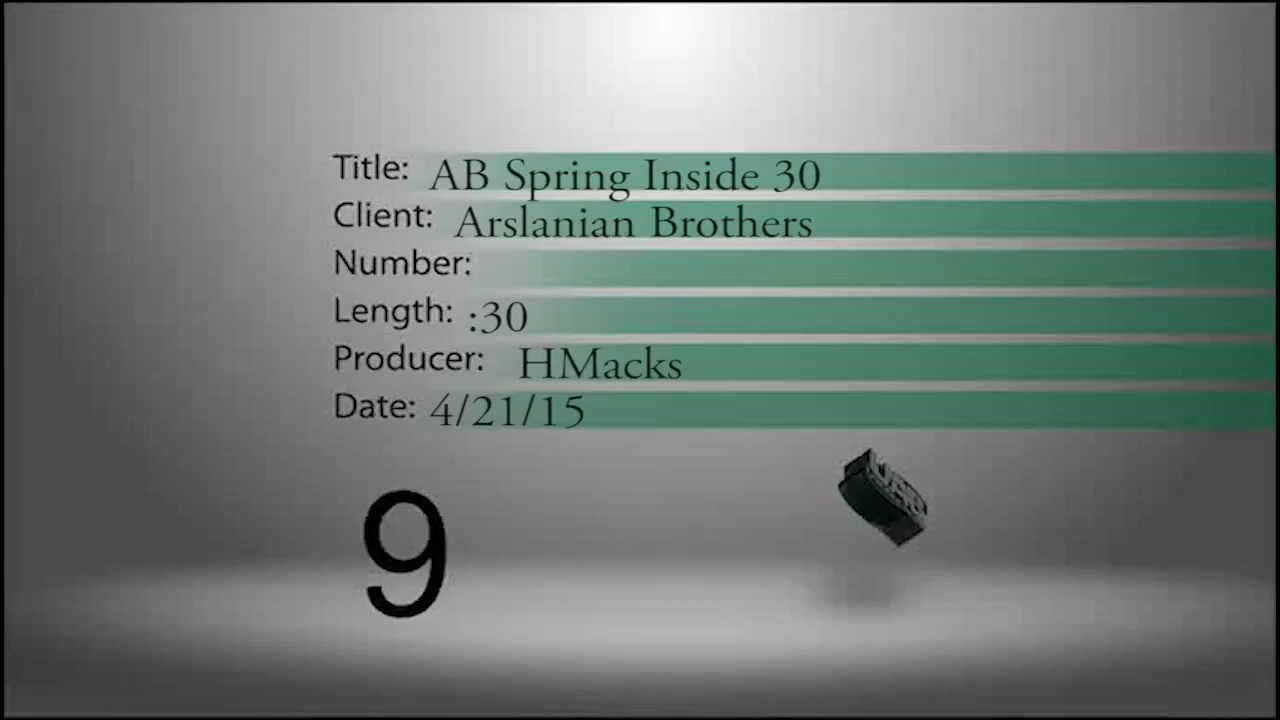 Title: AB Spring Inside 30
Client: Arslanian Brothers
Number:
Length: :30
Producer: HMacks
Date: 4/21/15
9